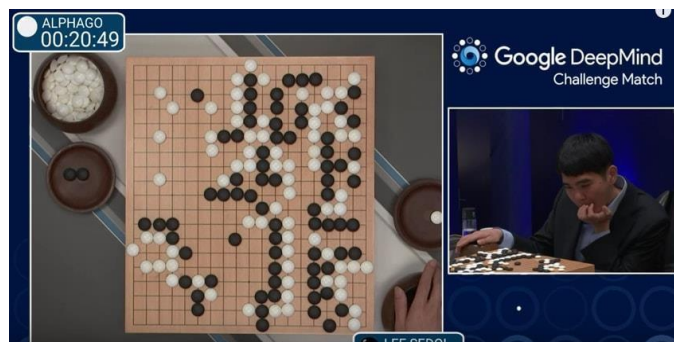 ALPHAGO
00:20:49
Google DeepMind
Challenge Match
LEE SEDOL